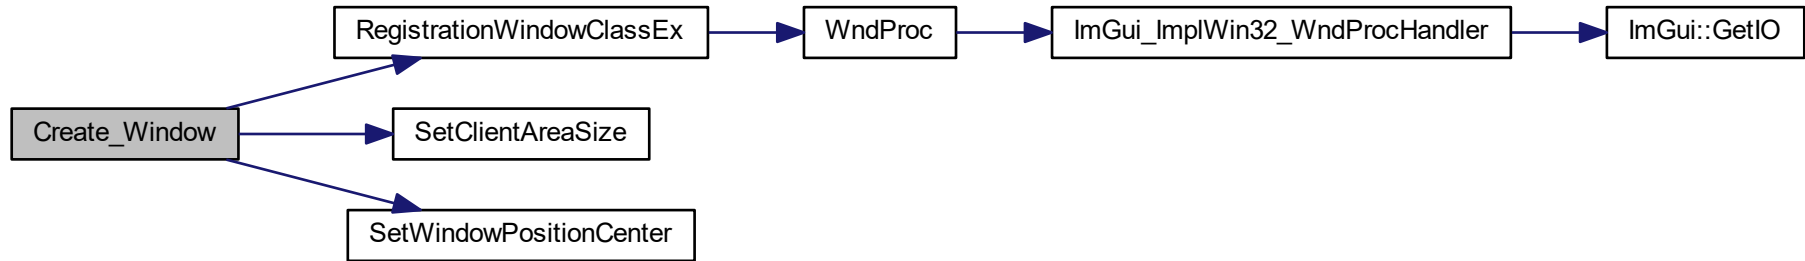 RegistrationWindowClassEx
WndProc
ImGui_ImplWin32_WndProcHandler
ImGui::GetIO
Create_Window
SetClientAreaSize
SetWindowPositionCenter